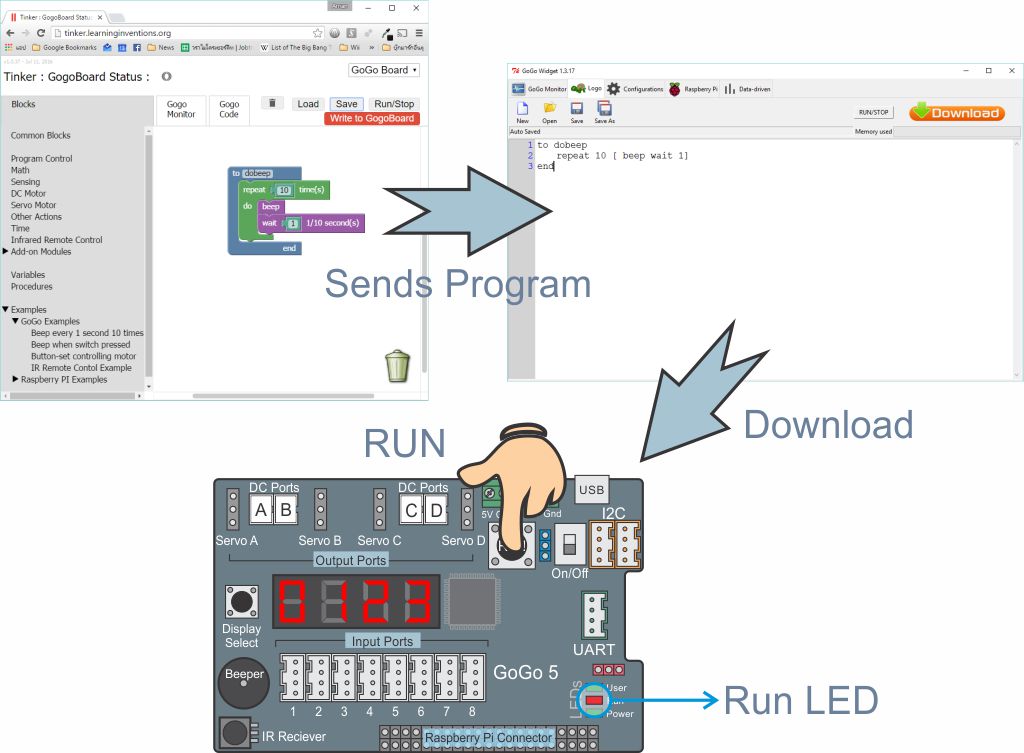 Arnan
Tinker : GogoBoard Statu:
tinker.learninginventions.org
Google Bookmarks
News
List of The Big Bang T
Wii
»
v1.0.37 - Jul 11, 2016
Tinker : GogoBoard Status :
GoGo Board
Blocks
Gogo Monitor
Gogo Code
Load
Save
Run/Stop
Write to GogoBoard
Common Blocks
Program Control
Math
Sensing
DC Motor
Servo Motor
Other Actions
Time
Infrared Remote Control
Add-on Modules
Variables
Procedures
Examples
GoGo Examples
Beep every 1 second 10 times
Beep when switch pressed
Button-set controlling motor
IR Remote Contol Example
Raspberry PI Examples
to dobeep
repeat 10 time(s)
do beep
wait 1 1/10 second(s)
end
GoGo Widget 1.3.17
GoGo Monitor
Logo
Configurations
Raspberry Pi
Data-driven
New
Open
Save
Save As
RUN/STOP
Download
Auto Saved
Memory used
1 to dobeep
2 repeat 10 [ beep wait 1]
3 end
Sends Program
Download
RUN
DC Ports
A B
DC Ports
C D
5V
Gnd
USB
I2C
Servo A
Servo B
Servo C
Servo D
Output Ports
On/Off
0123
Display
Select
Input Ports
UART
Beeper
GoGo 5
1 2 3 4 5 6 7 8
LEDs
User
Power
Run LED
IR Reciever
Raspberry Pi Connector